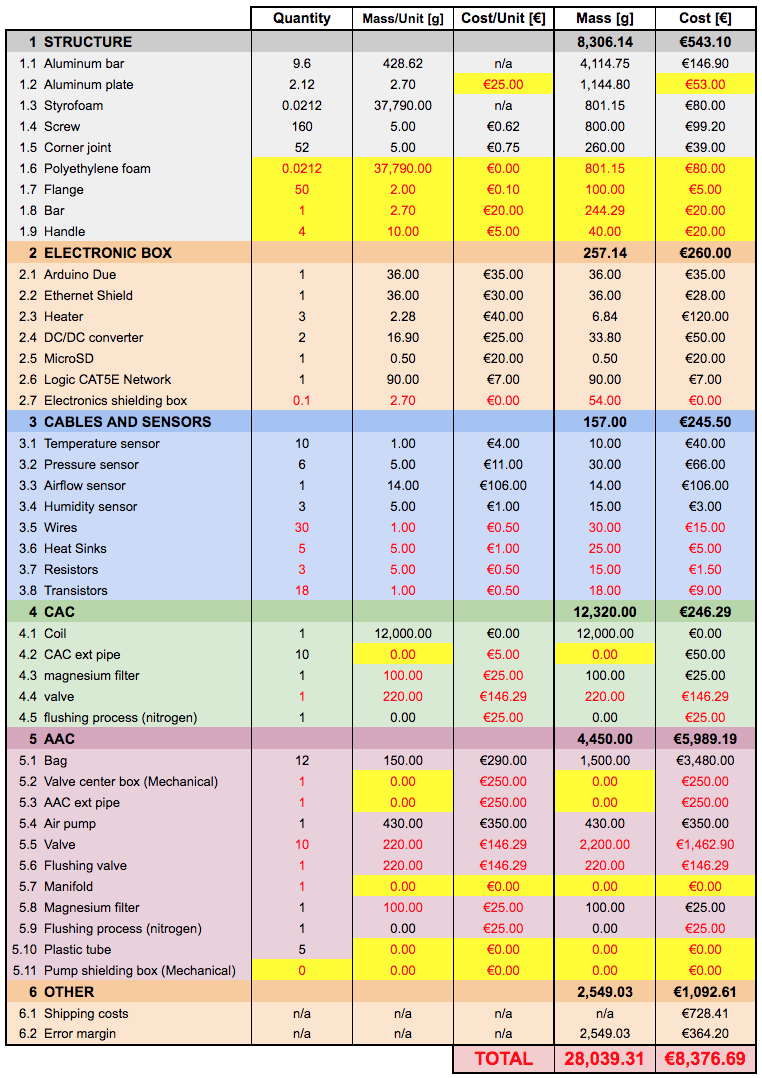 Quantity Mass/Unit [g] Cost/Unit [€] Mass [g] Cost [€]
1 STRUCTURE 8,306.14 €543.10
1.1 Aluminum bar 9.6 428.62 n/a 4,114.75 €146.90
1.2 Aluminum plate 2.12 2.70 €25.00 1,144.80 €53.00
1.3 Styrofoam 0.0212 37,790.00 n/a 801.15 €80.00
1.4 Screw 160 5.00 €0.62 800.00 €99.20
1.5 Corner joint 52 5.00 €0.75 260.00 €39.00
1.6 Polyethylene foam 0.0212 37,790.00 €0.00 801.15 €80.00
1.7 Flange 50 2.00 €0.10 100.00 €5.00
1.8 Bar 1 2.70 €20.00 244.29 €20.00
1.9 Handle 4 10.00 €5.00 40.00 €20.00
2 ELECTRONIC BOX 257.14 €260.00
2.1 Arduino Due 1 36.00 €35.00 36.00 €35.00
2.2 Ethernet Shield 1 36.00 €30.00 36.00 €28.00
2.3 Heater 3 2.28 €40.00 6.84 €120.00
2.4 DC/DC converter 2 16.90 €25.00 33.80 €50.00
2.5 MicroSD 1 0.50 €20.00 0.50 €20.00
2.6 Logic CAT5E Network 1 90.00 €7.00 90.00 €7.00
2.7 Electronics shielding box 0.1 2.70 €0.00 54.00 €0.00
3 CABLES AND SENSORS 157.00 €245.50
3.1 Temperature sensor 10 1.00 €4.00 10.00 €40.00
3.2 Pressure sensor 6 5.00 €11.00 30.00 €66.00
3.3 Airflow sensor 1 14.00 €106.00 14.00 €106.00
3.4 Humidity sensor 3 5.00 €1.00 15.00 €3.00
3.5 Wires 30 1.00 €0.50 30.00 €15.00
3.6 Heat Sinks 5 5.00 €1.00 25.00 €5.00
3.7 Resistors 3 5.00 €0.50 15.00 €1.50
3.8 Transistors 18 1.00 €0.50 18.00 €9.00
4 CAC 12,320.00 €246.29
4.1 Coil 1 12,000.00 €0.00 12,000.00 €0.00
4.2 CAC ext pipe 10 0.00 €5.00 0.00 €50.00
4.3 magnesium filter 1 100.00 €25.00 100.00 €25.00
4.4 valve 1 220.00 €146.29 220.00 €146.29
4.5 flushing process (nitrogen) 1 0.00 €25.00 0.00 €25.00
5 AAC 4,450.00 €5,989.19
5.1 Bag 12 150.00 €290.00 1,500.00 €3,480.00
5.2 Valve center box (Mechanical) 1 0.00 €250.00 0.00 €250.00
5.3 AAC ext pipe 1 0.00 €250.00 0.00 €250.00
5.4 Air pump 1 430.00 €350.00 430.00 €350.00
5.5 Valve 10 220.00 €146.29 2,200.00 €1,462.90
5.6 Flushing valve 1 220.00 €146.29 220.00 €146.29
5.7 Manifold 1 0.00 €0.00 0.00 €0.00
5.8 Magnesium filter 1 100.00 €25.00 100.00 €25.00
5.9 Flushing process (nitrogen) 1 0.00 €25.00 0.00 €25.00
5.10 Plastic tube 5 0.00 €0.00 0.00 €0.00
5.11 Pump shielding box (Mechanical) 0 0.00 €0.00 0.00 €0.00
6 OTHER 2,549.03 €1,092.61
6.1 Shipping costs n/a n/a n/a n/a €728.41
6.2 Error margin n/a n/a n/a 2,549.03 €364.20
TOTAL 28,039.31 €8,376.69